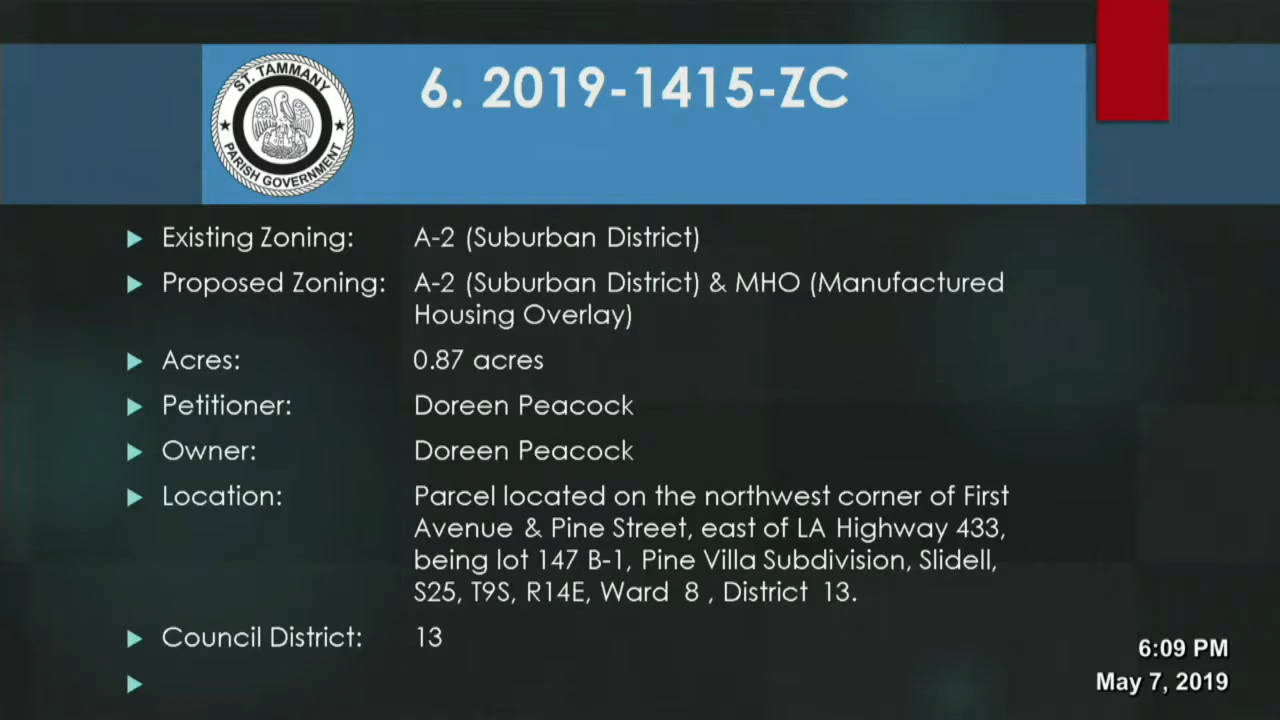 ST. TAMMANY
PARISH GOVERNMENT
6. 2019-1415-ZC
Existing Zoning: A-2 (Suburban District)
Proposed Zoning: A-2 (Suburban District) & MHO (Manufactured
Housing Overlay)
Acres: 0.87 acres
Petitioner: Doreen Peacock
Owner: Doreen Peacock
Location: Parcel located on the northwest corner of First
Avenue & Pine Street, east of LA Highway 433,
being lot 147 B-1, Pine Villa Subdivision, Slidell,
S25, T9S, R14E, Ward 8 , District 13.
Council District: 13
6:09 PM
May 7, 2019